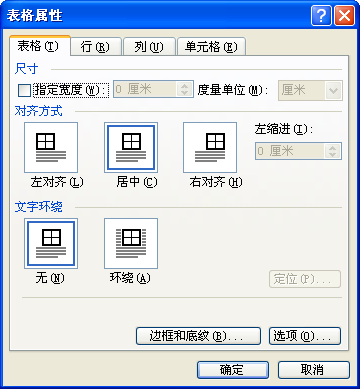 表格属性
表格(T) 行(R) 列(U) 单元格(E)
尺寸
指定宽度(W): 0 厘米 度量单位(M): 厘米
对齐方式
左缩进(I):
0 厘米
左对齐(L) 居中(C) 右对齐(H)
文字环绕
无(N) 环绕(A) 定位(P)...
边框和底纹(B)... 选项(O)...
确定 取消